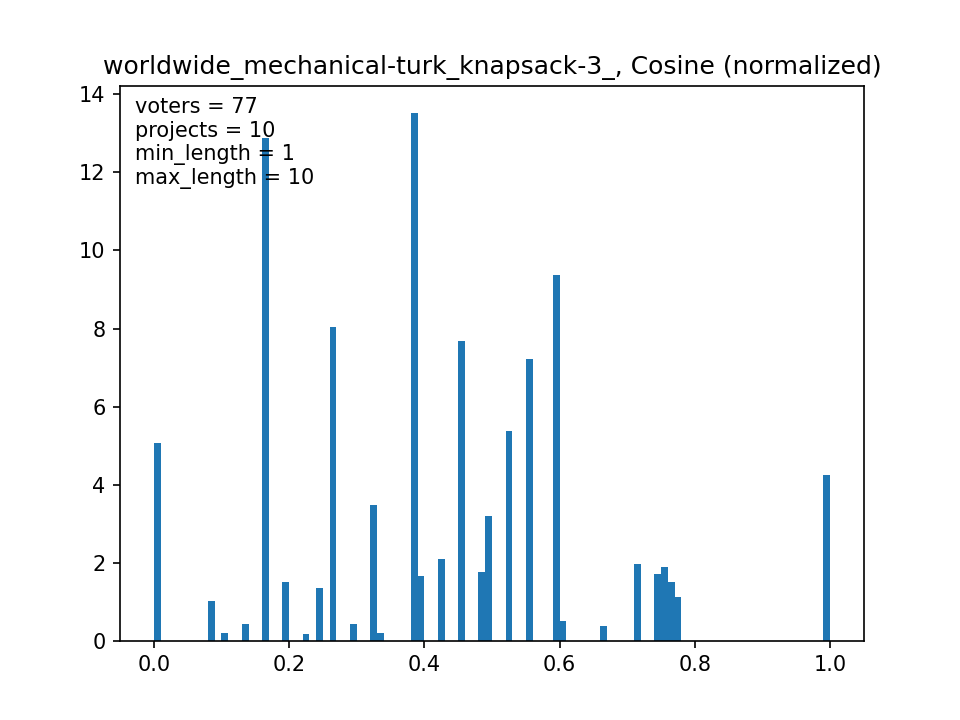 worldwide_mechanical-turk_knapsack-3_, Cosine (normalized)
14
voters = 77
projects = 10
min_length = 1
max_length = 10
12
10
8
6
4
2
0
0.0 0.2 0.4 0.6 0.8 1.0